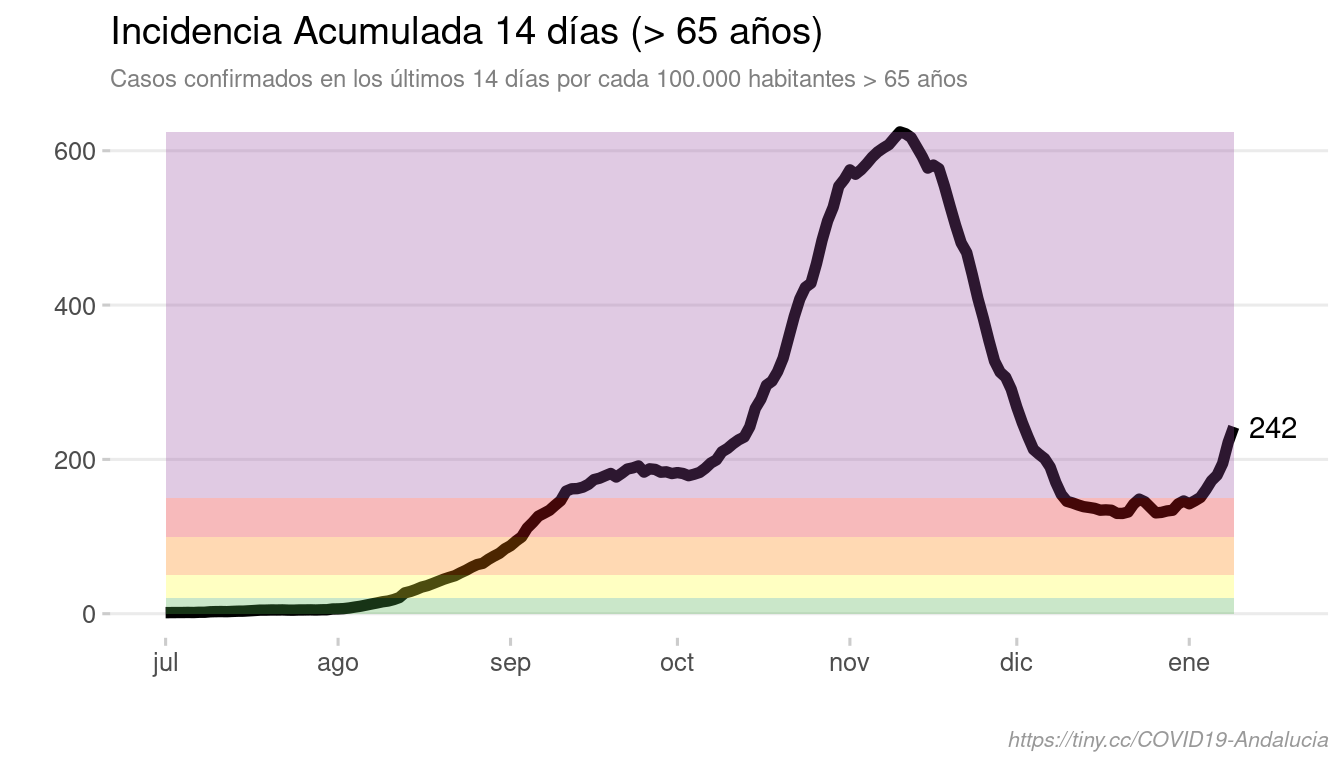 Incidencia Acumulada 14 días (> 65 años)
Casos confirmados en los últimos 14 días por cada 100.000 habitantes > 65 años
600
400
200
0
242
jul ago sep oct nov dic ene
https://tiny.cc/COVID19-Andalucia